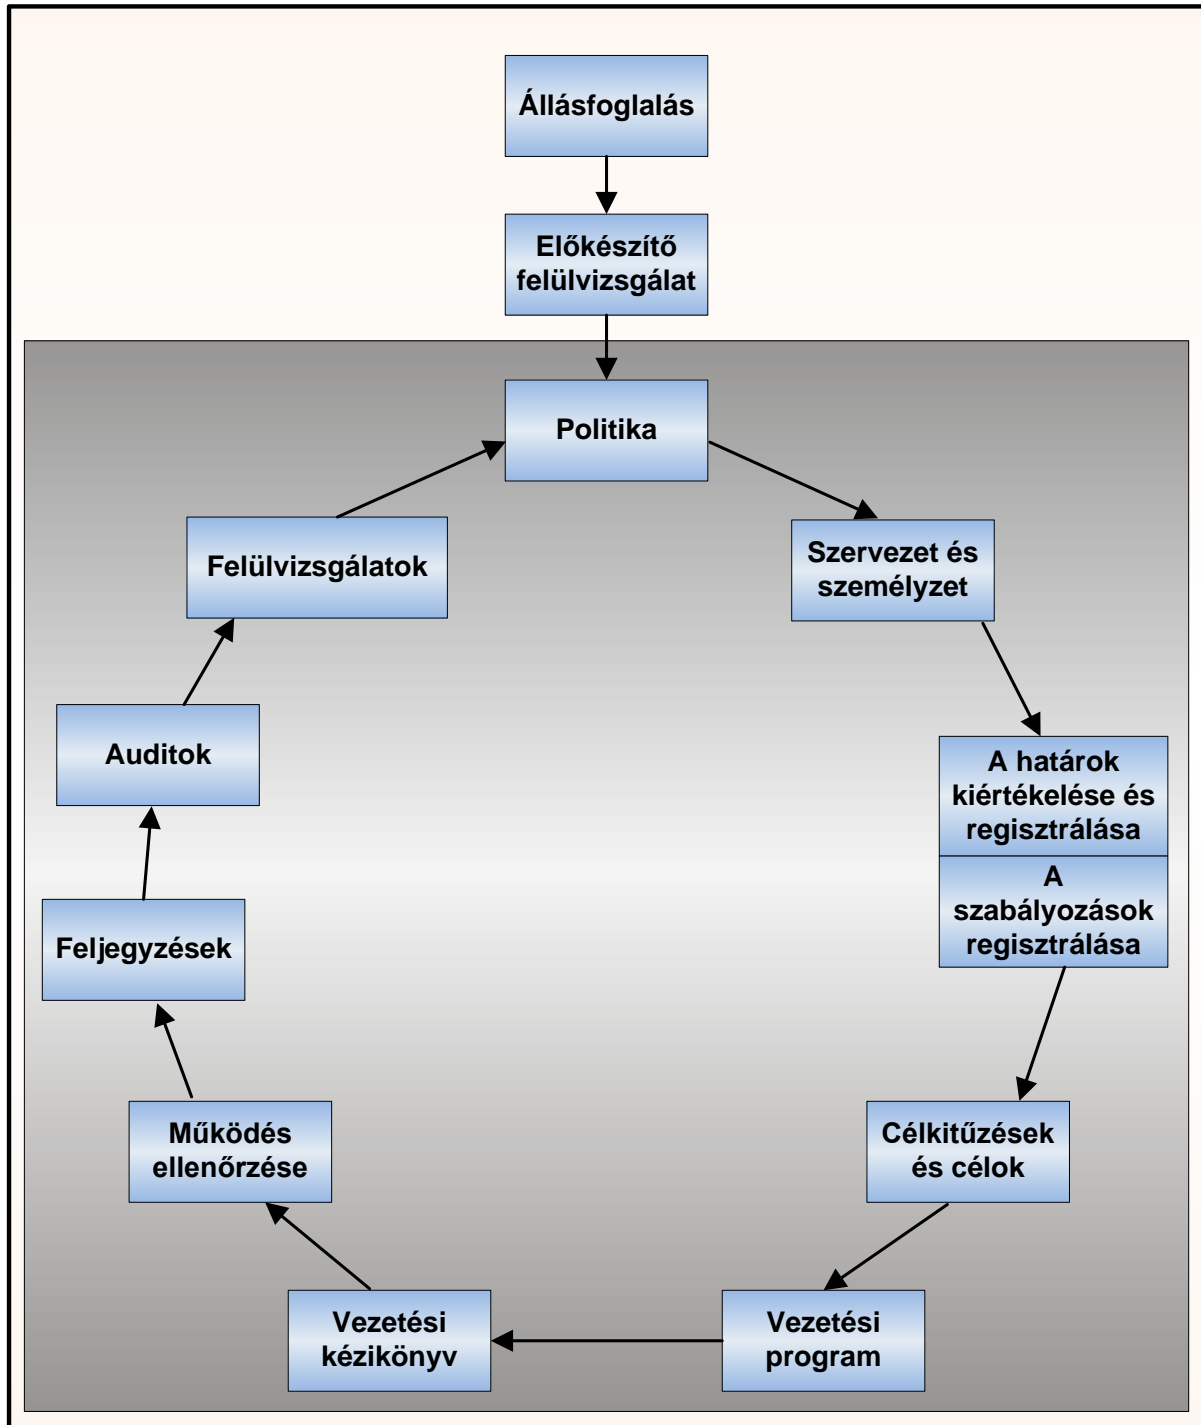 Állásfoglalás
Előkészítő
felülvizsgálat
Politika
Szervezet és
személyzet
A határok
kiértékelése és
regisztrálása
A
szabályozások
regisztrálása
Célkitűzések
és célok
Vezetési
program
Vezetési
kézikönyv
Működés
ellenőrzése
Feljegyzések
Auditok
Felülvizsgálatok